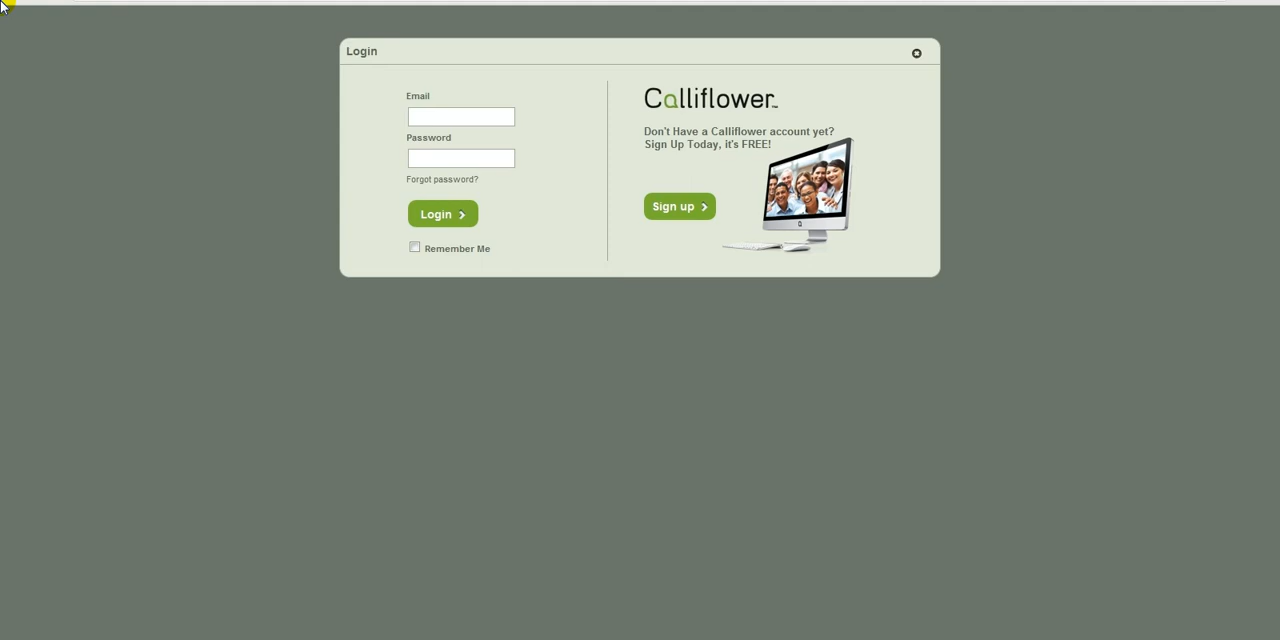 Login
Email
Password
Forgot password?
Login
Remember Me
Calliflower™
Don't Have a Calliflower account yet?
Sign Up Today, it's FREE!
Sign up